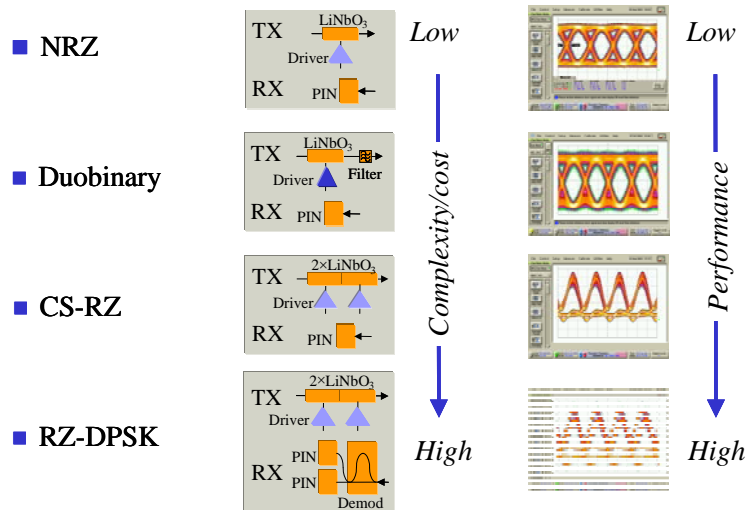 NRZ
TX
LiNbO₃
Driver
RX
PIN
Low
Low
Duobinary
TX
LiNbO₃
Driver
Filter
RX
PIN
Complexity/cost
Performance
CS-RZ
TX
2×LiNbO₃
Driver
RX
PIN
RZ-DPSK
TX
2×LiNbO₃
Driver
RX
PIN
PIN
Demod
High
High